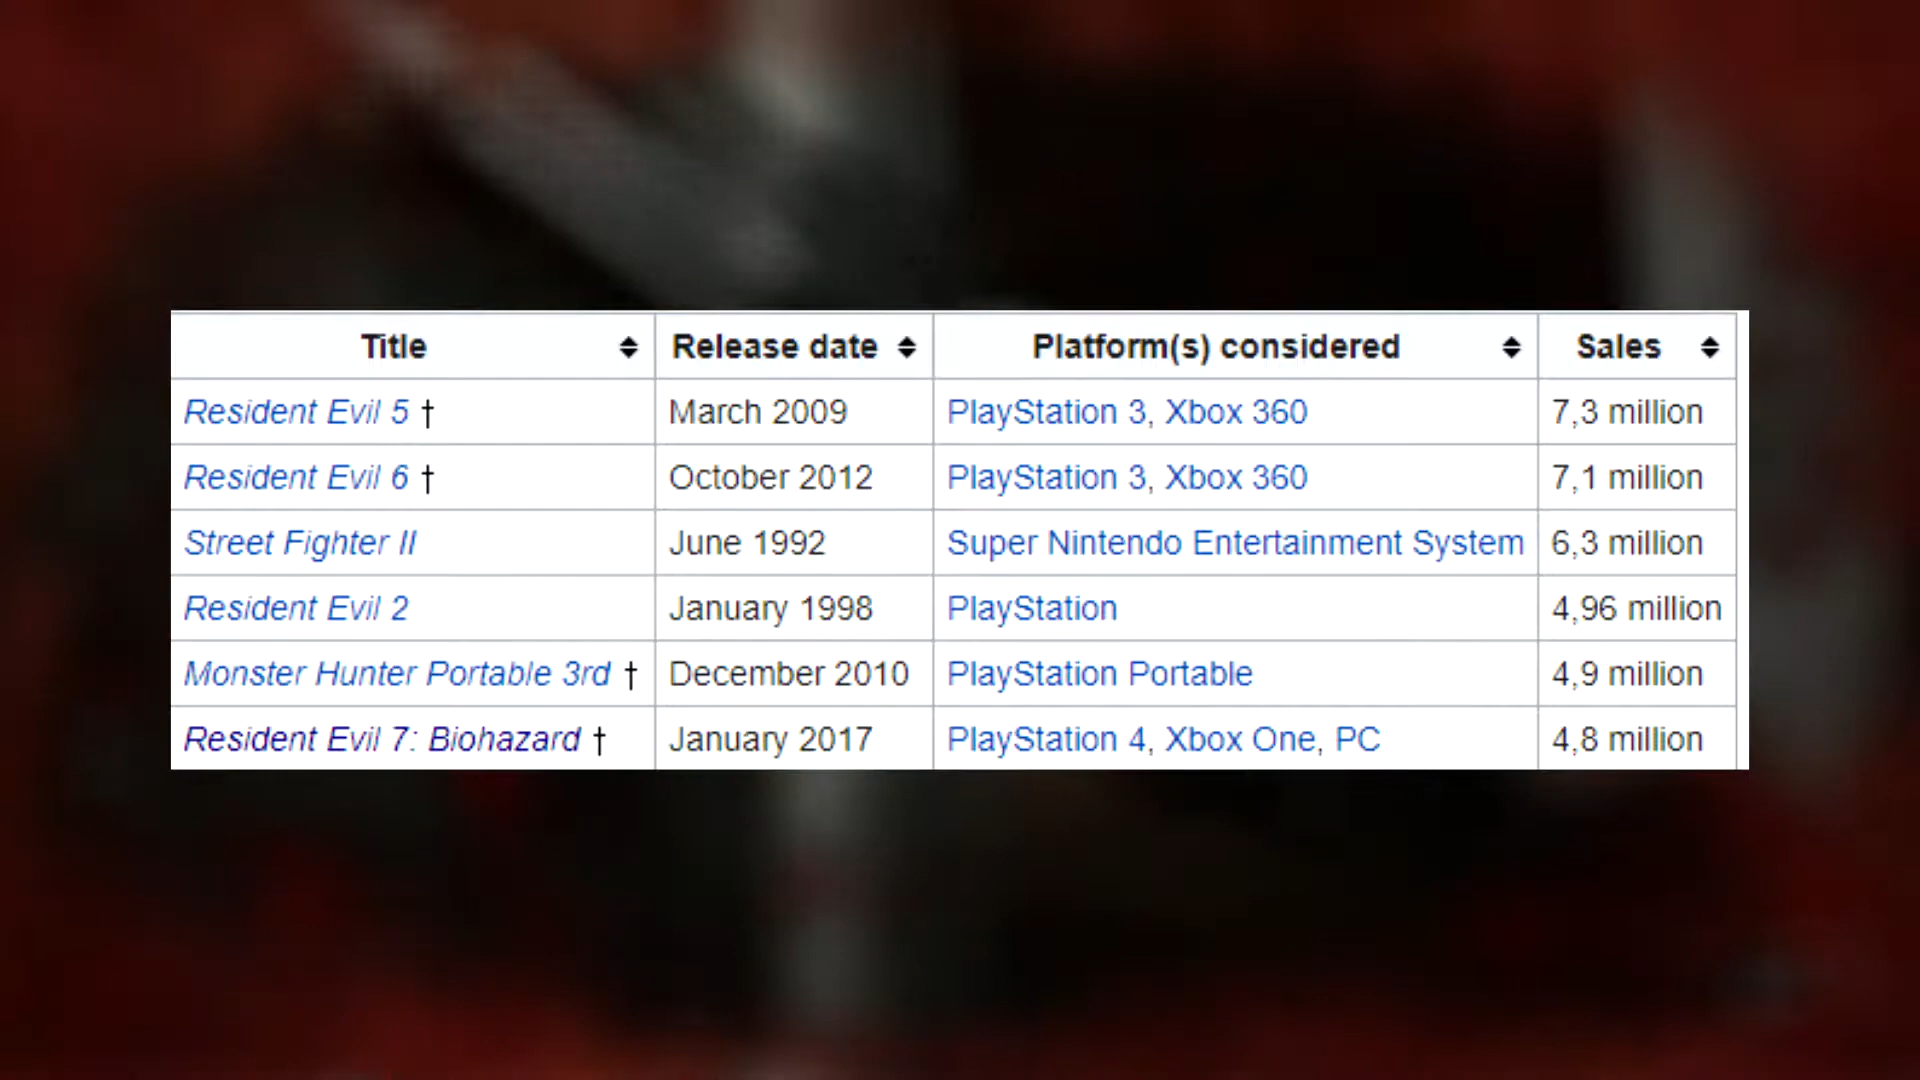 Title Release date Platform(s) considered Sales
Resident Evil 5 † March 2009 PlayStation 3, Xbox 360 7,3 million
Resident Evil 6 † October 2012 PlayStation 3, Xbox 360 7,1 million
Street Fighter II June 1992 Super Nintendo Entertainment System 6,3 million
Resident Evil 2 January 1998 PlayStation 4,96 million
Monster Hunter Portable 3rd † December 2010 PlayStation Portable 4,9 million
Resident Evil 7: Biohazard † January 2017 PlayStation 4, Xbox One, PC 4,8 million